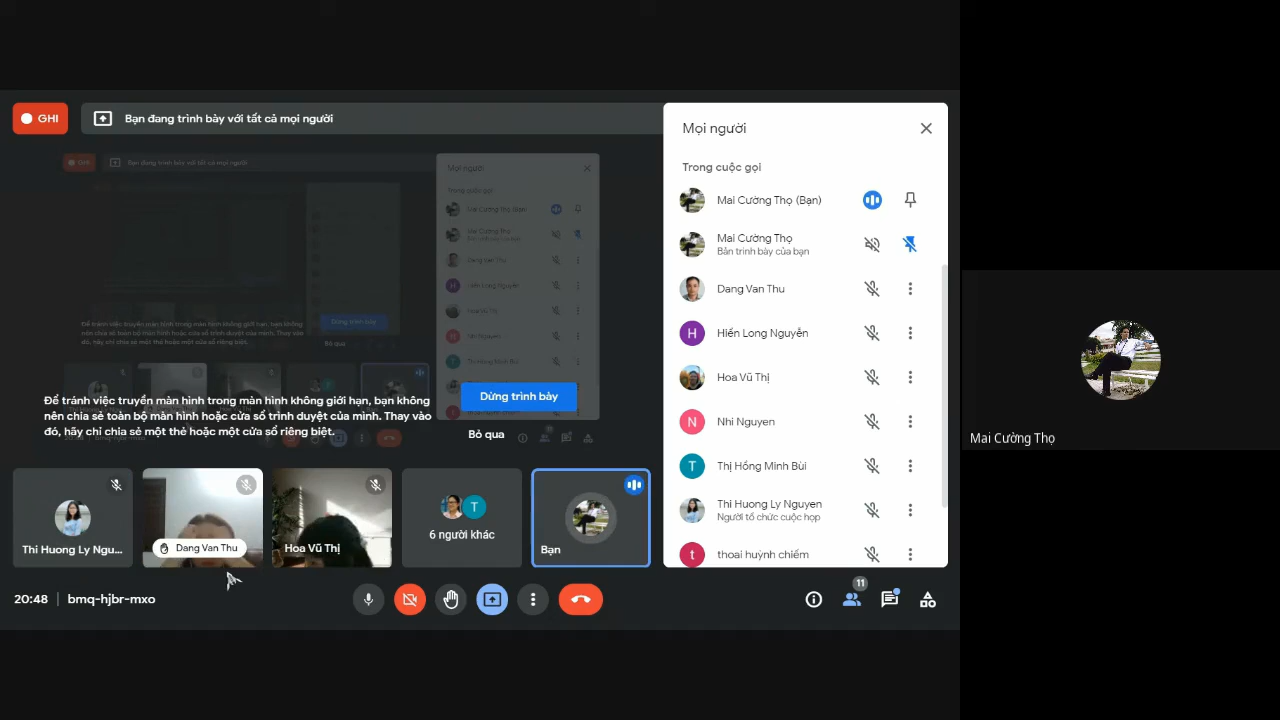 GHI
Bạn đang trình bày với tất cả mọi người
Để tránh việc truyền màn hình trong màn hình không giới hạn, bạn không
nên chia sẻ toàn bộ màn hình hoặc cửa sổ trình duyệt của mình. Thay vào
đó, hãy chỉ chia sẻ một thẻ hoặc một cửa sổ riêng biệt.
Dừng trình bày
Bỏ qua
Thi Huong Ly Ngu...
Dang Van Thu
Hoa Vũ Thị
T
6 người khác
Bạn
20:48 | bmq-hjbr-mxo
Mọi người
Trong cuộc gọi
Mai Cường Thọ (Bạn)
Mai Cường Thọ
Bản trình bày của bạn
Dang Van Thu
H Hiển Long Nguyễn
Hoa Vũ Thị
N Nhi Nguyen
T Thị Hồng Minh Bùi
Thi Huong Ly Nguyen
Người tổ chức cuộc họp
t thoai huỳnh chiếm
11
Mai Cường Thọ